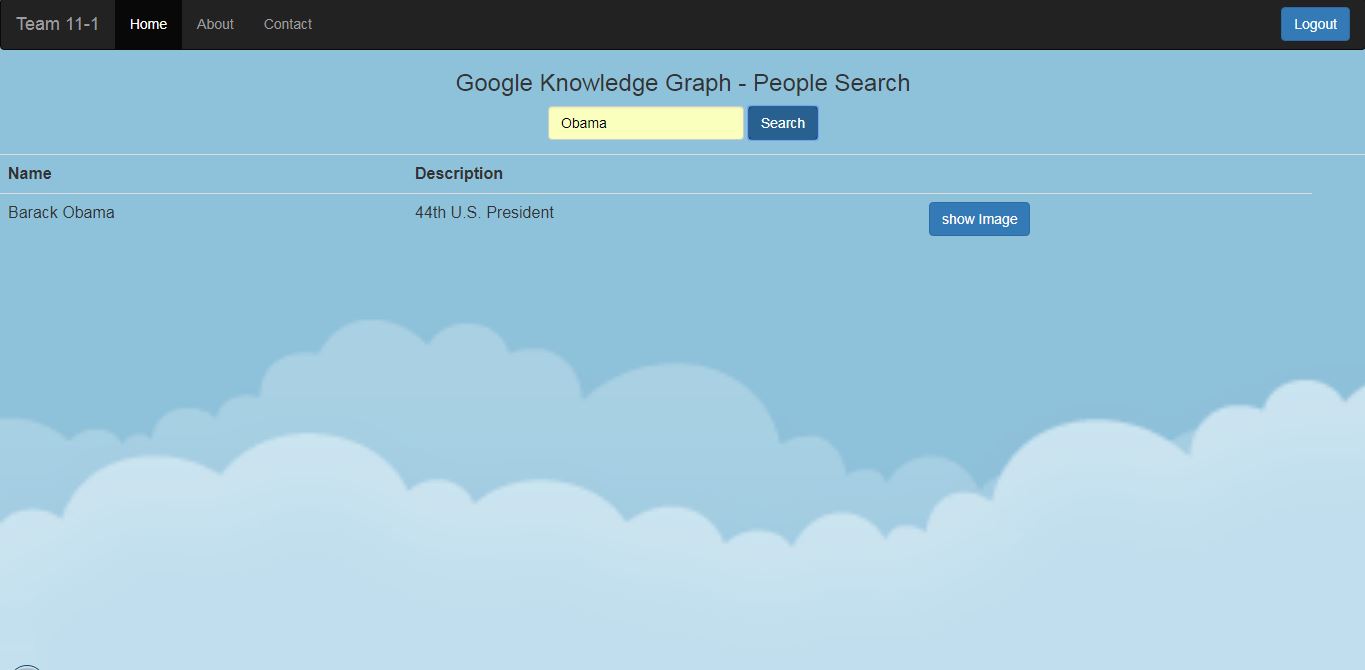 Team 11-1 Home About Contact Logout
Google Knowledge Graph - People Search
Obama Search
Name Description
Barack Obama 44th U.S. President show Image